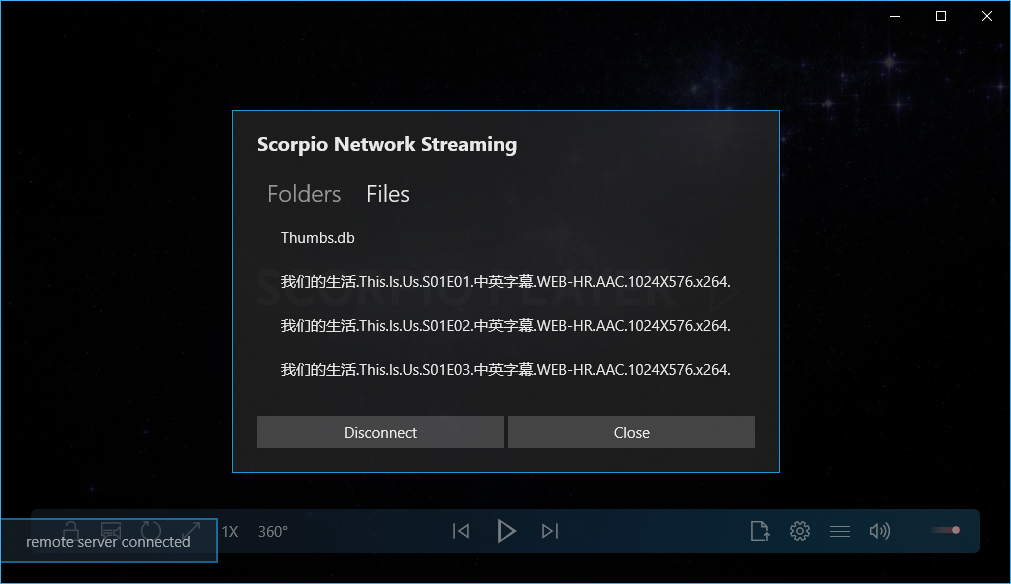 Scorpio Network Streaming
Folders Files
Thumbs.db
我们的生活.This.Is.Us.S01E01.中英字幕.WEB-HR.AAC.1024X576.x264.
我们的生活.This.Is.Us.S01E02.中英字幕.WEB-HR.AAC.1024X576.x264.
我们的生活.This.Is.Us.S01E03.中英字幕.WEB-HR.AAC.1024X576.x264.
SCORPIO PLAYER
Disconnect Close
1X 360°
remote server connected